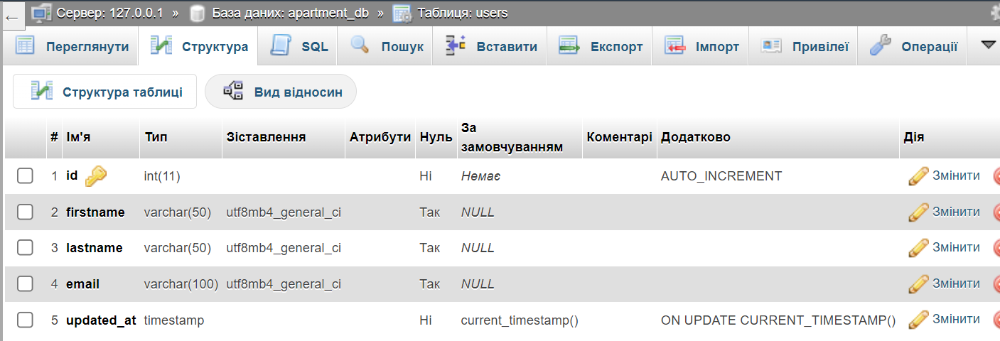 ← Сервер: 127.0.0.1 » База даних: apartment_db » Таблиця: users
Переглянути Структура SQL Пошук Вставити Експорт Імпорт Привілеї Операції
Структура таблиці Вид відносин
# Ім'я Тип Зіставлення Атрибути Нуль За замовчуванням Коментарі Додатково Дія
1 id int(11) Ні Немає AUTO_INCREMENT Змінити
2 firstname varchar(50) utf8mb4_general_ci Так NULL Змінити
3 lastname varchar(50) utf8mb4_general_ci Так NULL Змінити
4 email varchar(100) utf8mb4_general_ci Так NULL Змінити
5 updated_at timestamp Ні current_timestamp() ON UPDATE CURRENT_TIMESTAMP() Змінити